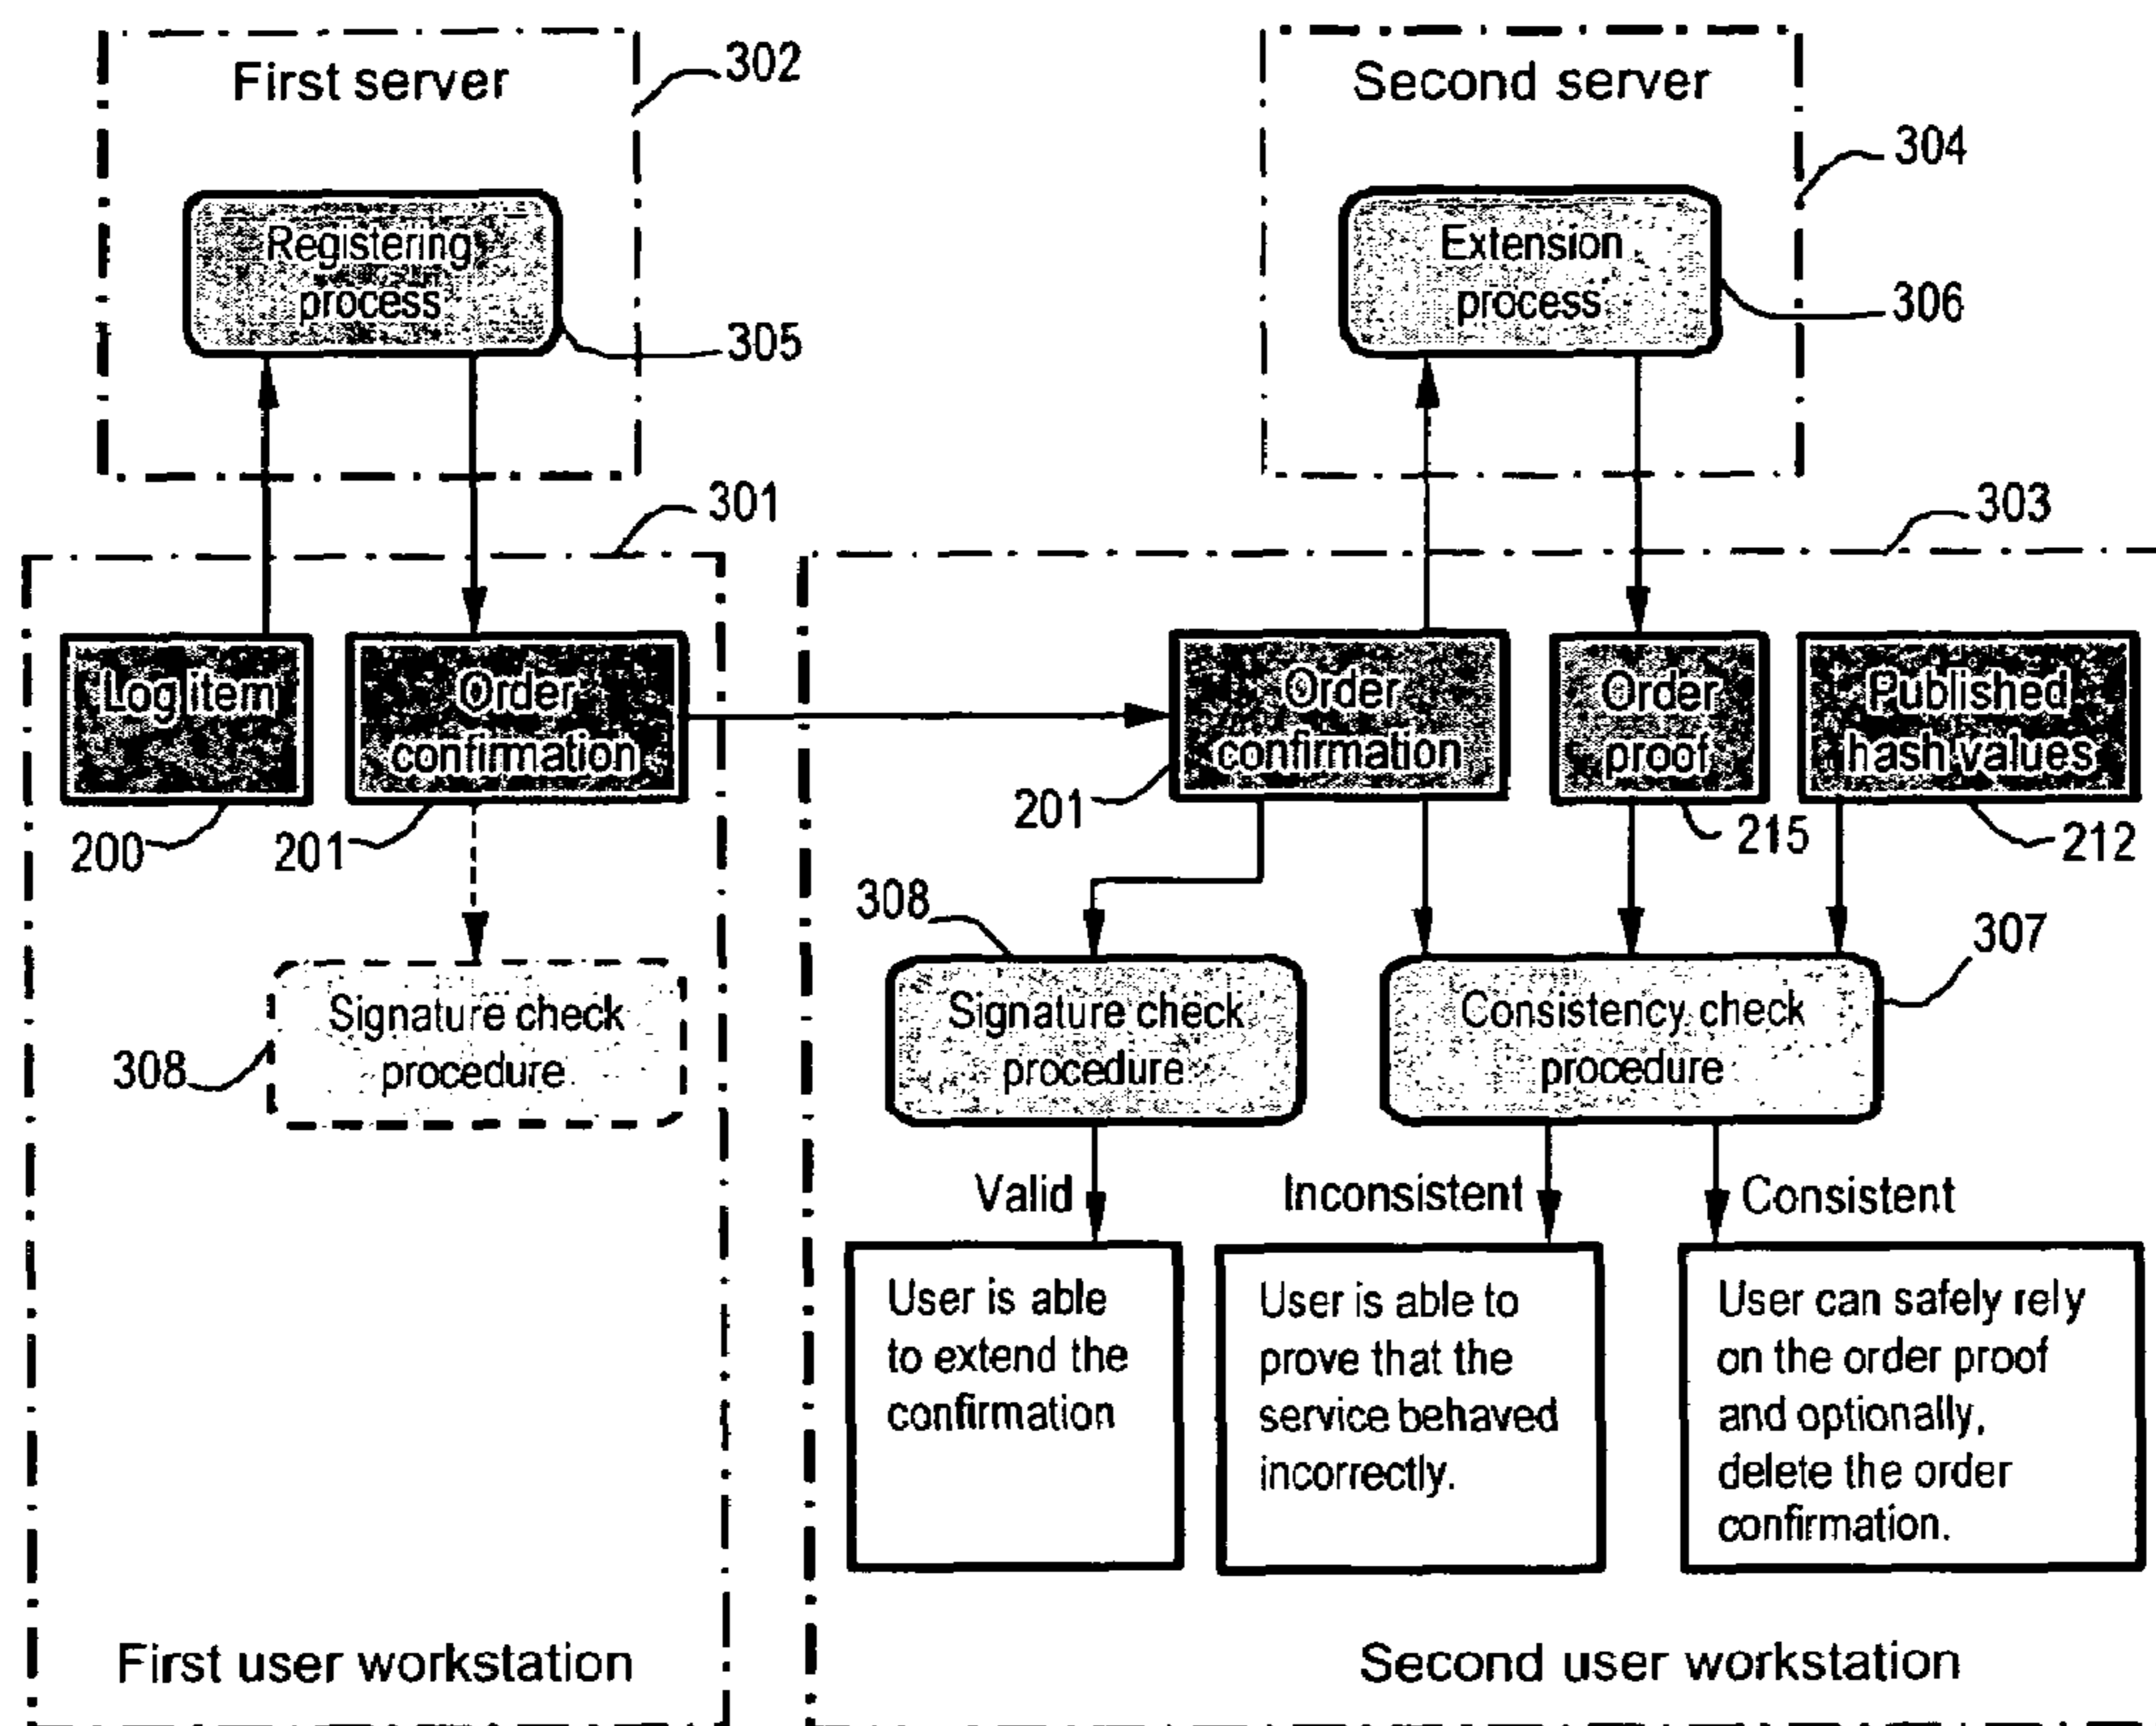 First server
302
Registering
process
305
Second server
304
Extension
process
306
301
303
Log item
200
Order
confirmation
201
Signature check
procedure
308
First user workstation
Order
confirmation
201
Order
proof
215
Published
hash values
212
308
Signature check
procedure
Consistency check
procedure
307
Valid
Inconsistent
Consistent
User is able
to extend the
confirmation
User is able to
prove that the
service behaved
incorrectly.
User can safely rely
on the order proof
and optionally,
delete the order
confirmation.
Second user workstation